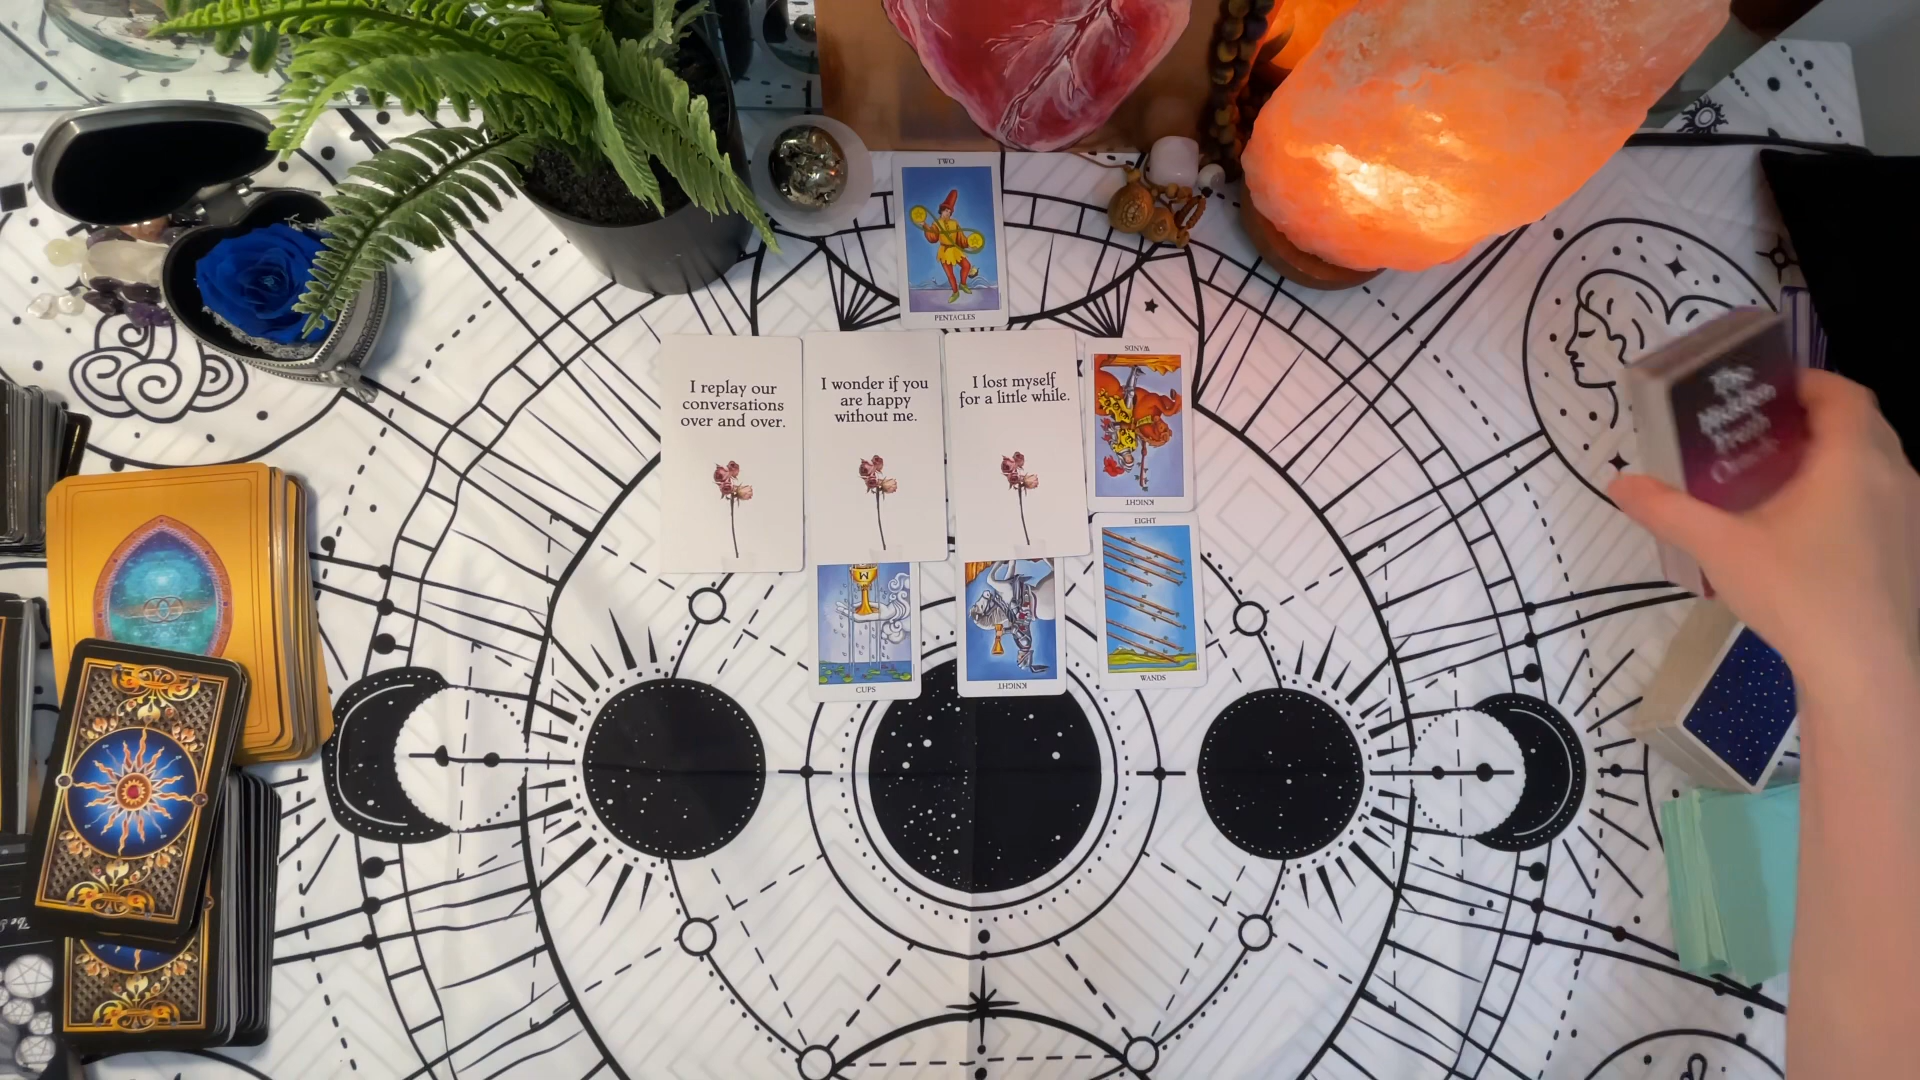 TWO
PENTACLES
I replay our
conversations
over and over.
I wonder if you
are happy
without me.
I lost myself
for a little while.
WANDS
KNIGHT
EIGHT
WANDS
CUPS
KNIGHT